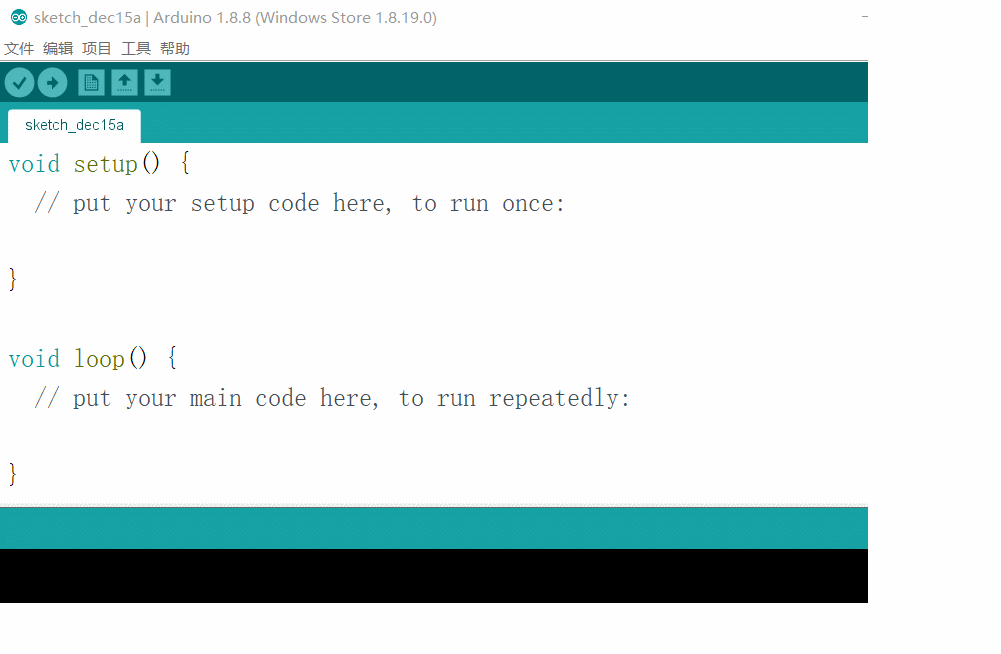 sketch_dec15a | Arduino 1.8.8 (Windows Store 1.8.19.0)
文件 编辑 项目 工具 帮助
sketch_dec15a
void setup() {
  // put your setup code here, to run once:
}
void loop() {
  // put your main code here, to run repeatedly:
}